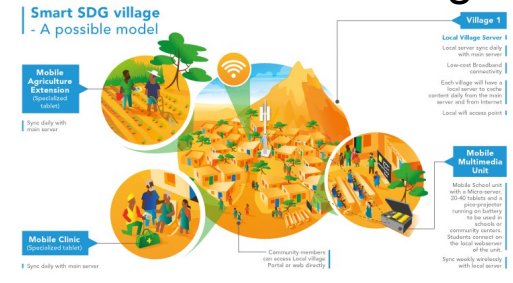 Smart SDG village
- A possible model
Village 1
Local Village Server
Local server sync daily
with main server
Low-cost Broadband
connectivity
Each village will have a
local server to cache
content daily from the main
server and from Internet
Local wifi access point
Mobile
Agriculture
Extension
(Specialized
tablet)
Sync daily with
main server
Mobile
Multimedia
Unit
Mobile School unit
with a Micro-server,
20-40 tablets and a
pico-projector
running on battery
to be used in
schools or
community centers.
Students connect on
the local webserver
of the unit.
Sync weekly wirelessly
with local server
Mobile Clinic
(Specialized tablet)
Sync daily with main server
Community members
can access Local village
Portal or web directly